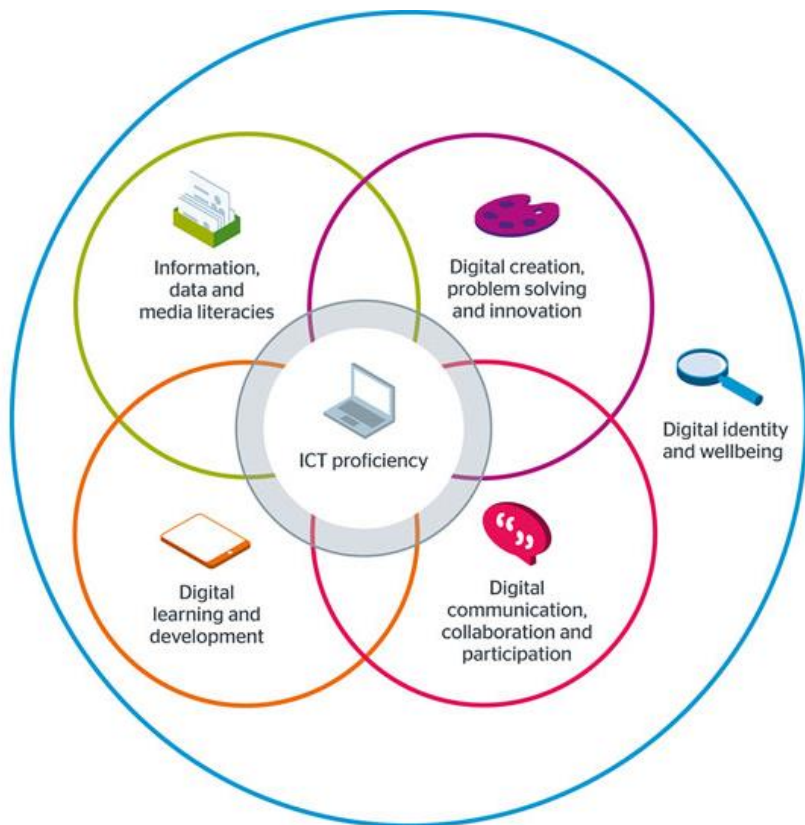 Information,
data and
media literacies
Digital creation,
problem solving
and innovation
ICT proficiency
Digital identity
and wellbeing
Digital
learning and
development
Digital
communication,
collaboration and
participation